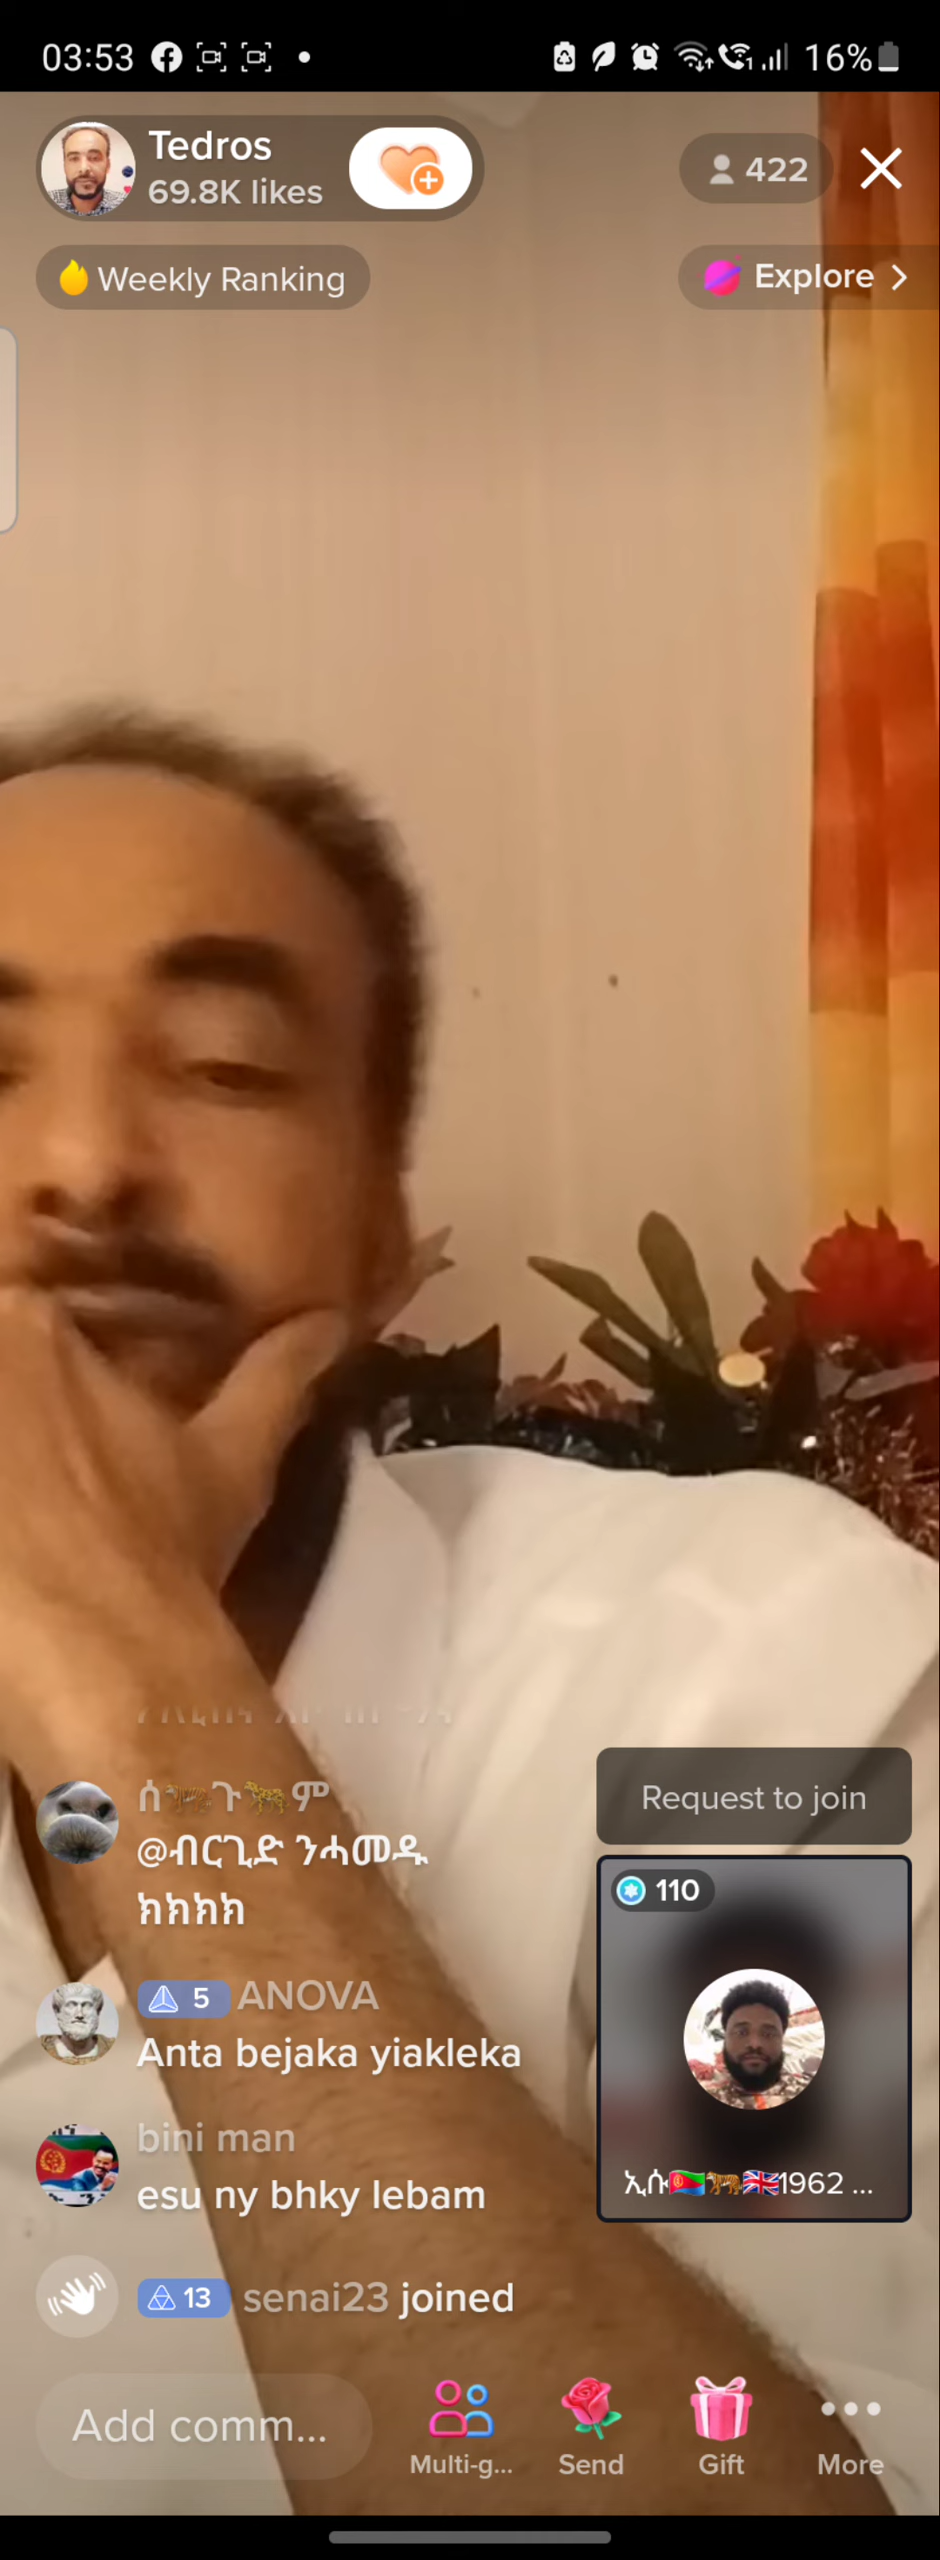 03:53
16%
Tedros
69.8K likes
422
Weekly Ranking
Explore
ሰ🐅ጉ🐆ም
@ብርጊድ ንሓመዱ
ክክክክ
Request to join
110
5 ANOVA
Anta bejaka yiakleka
bini man
esu ny bhky lebam
ኢሱ🇪🇷🐅🇬🇧1962 ...
13 senai23 joined
Add comm...
Multi-g...
Send
Gift
More